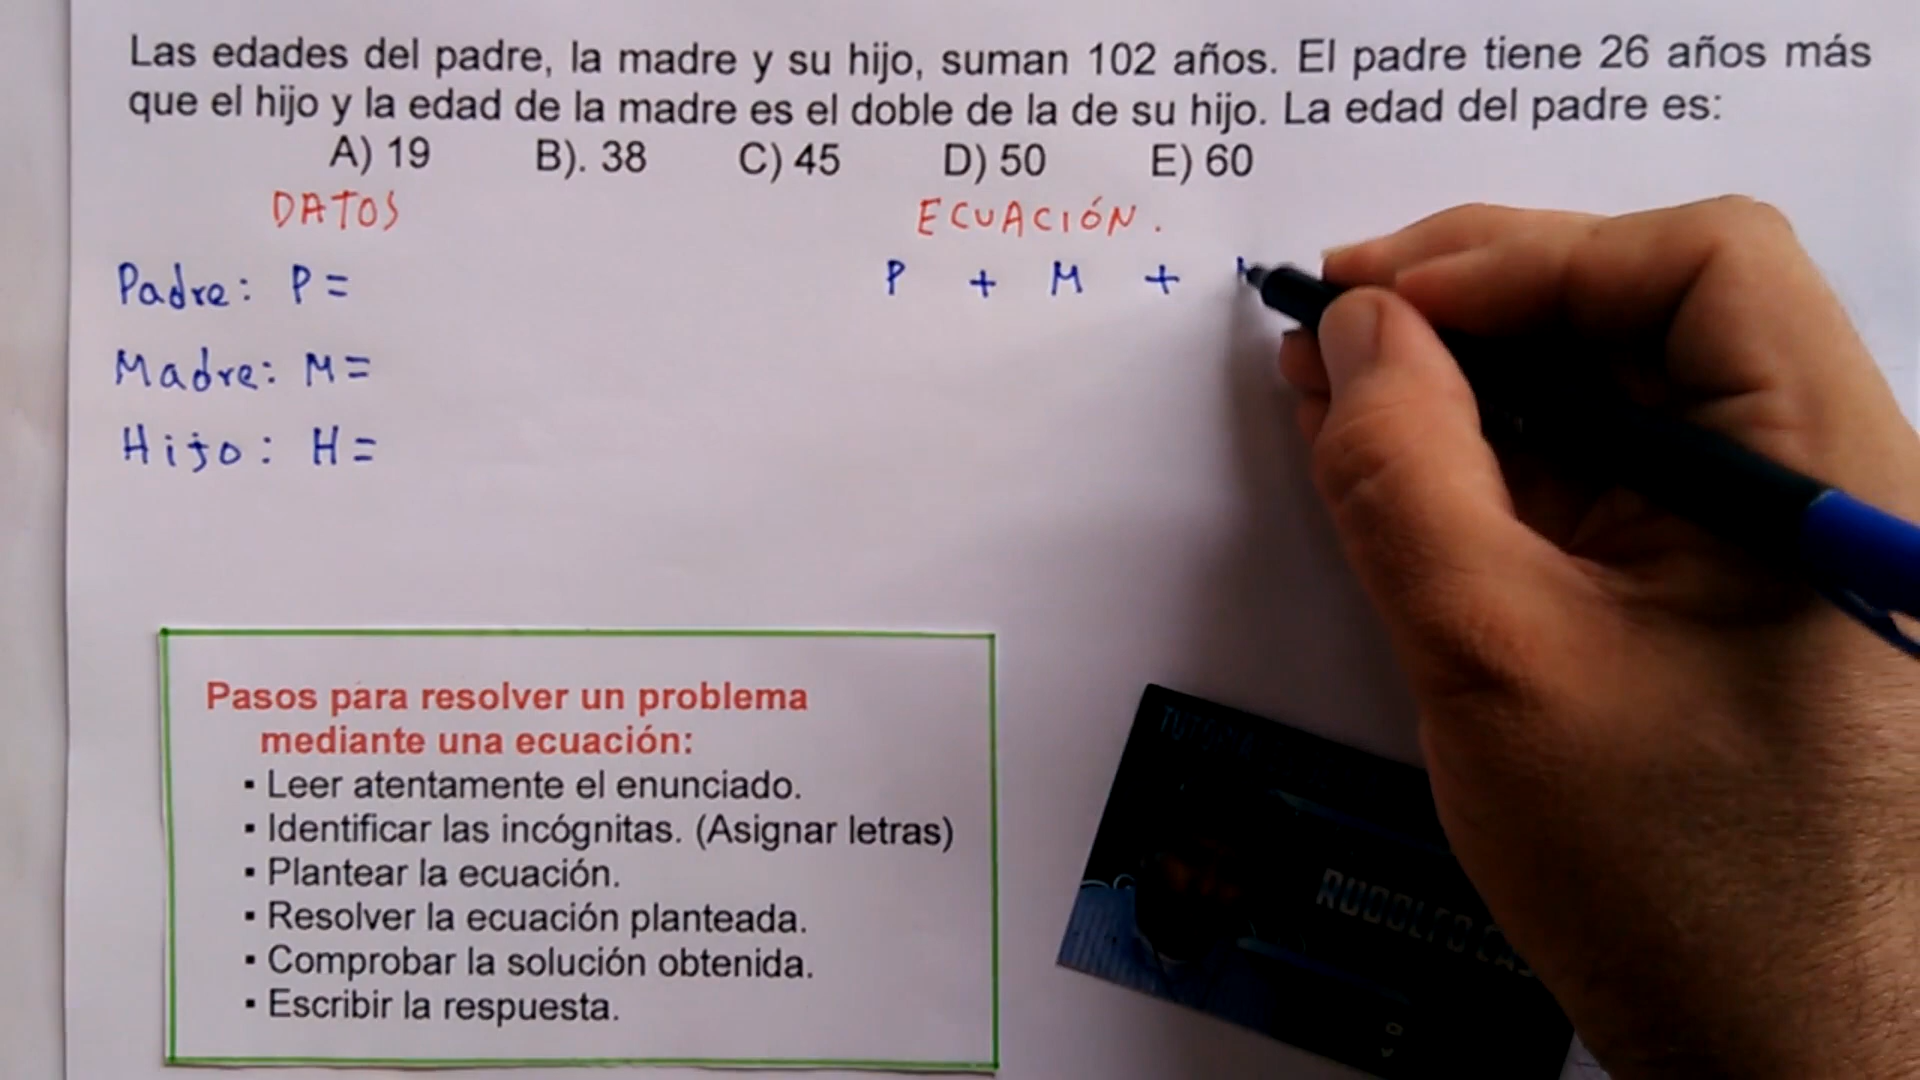 Las edades del padre, la madre y su hijo, suman 102 años. El padre tiene 26 años más
que el hijo y la edad de la madre es el doble de la de su hijo. La edad del padre es:
A) 19 B). 38 C) 45 D) 50 E) 60
DATOS
ECUACIÓN.
Padre: P =
P + M +
Madre: M =
Hijo: H =
Pasos para resolver un problema
mediante una ecuación:
▪ Leer atentamente el enunciado.
▪ Identificar las incógnitas. (Asignar letras)
▪ Plantear la ecuación.
▪ Resolver la ecuación planteada.
▪ Comprobar la solución obtenida.
▪ Escribir la respuesta.
RODOLFO